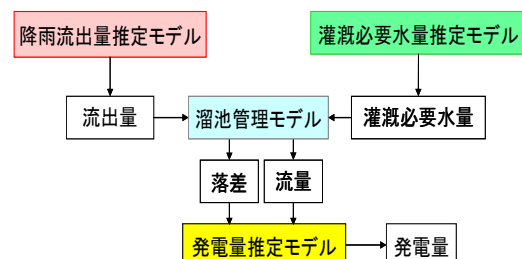 降雨流出量推定モデル
灌漑必要水量推定モデル
流出量
溜池管理モデル
灌漑必要水量
落差
流量
発電量推定モデル
発電量